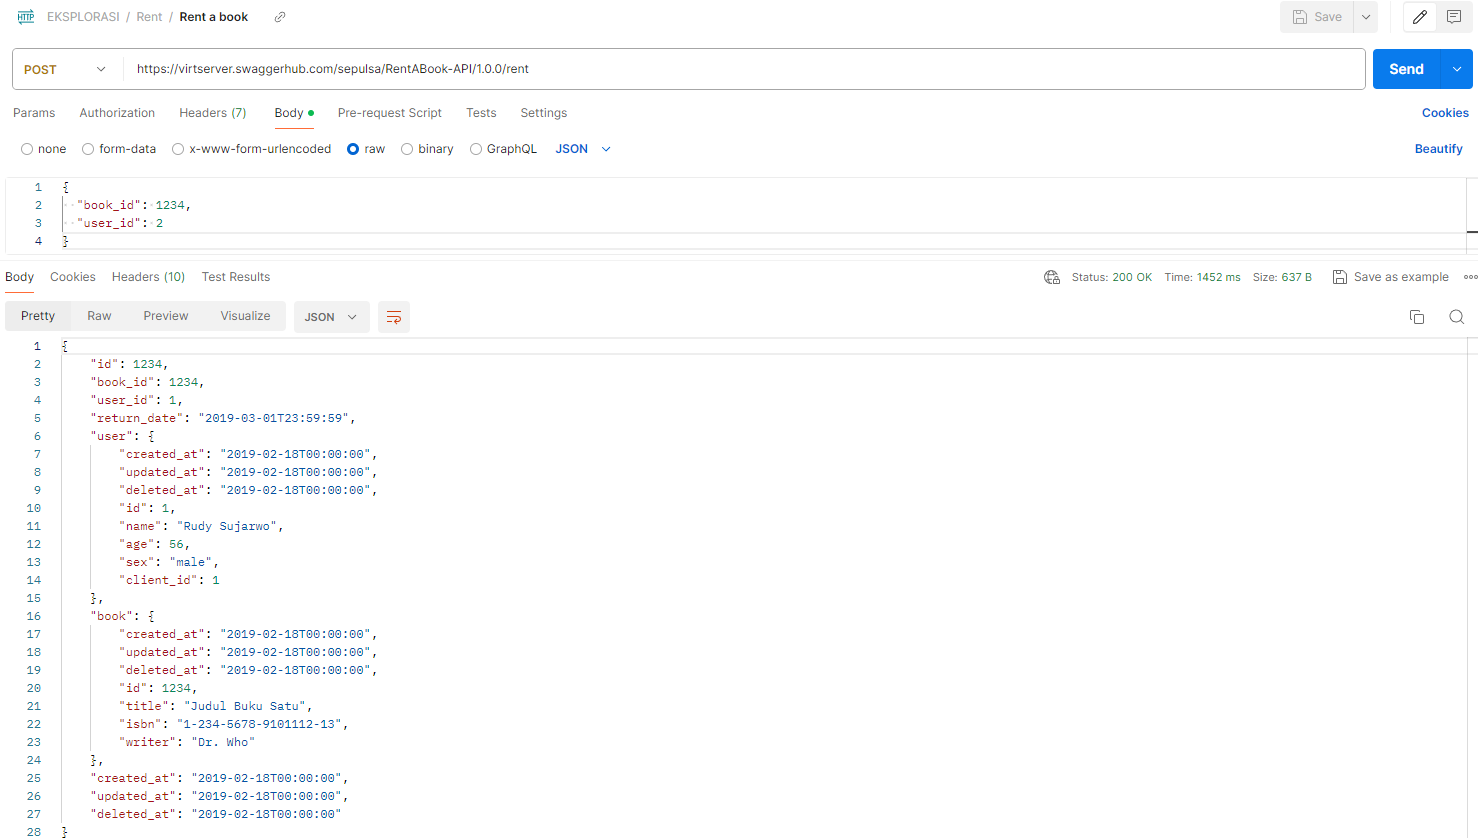 HTTP EKSPLORASI / Rent / Rent a book Save
POST https://virtserver.swaggerhub.com/sepulsa/RentABook-API/1.0.0/rent Send
Params Authorization Headers (7) Body Pre-request Script Tests Settings Cookies
none form-data x-www-form-urlencoded raw binary GraphQL JSON Beautify
1 {
2 "book_id": 1234,
3 "user_id": 2
4 }
Body Cookies Headers (10) Test Results Status: 200 OK Time: 1452 ms Size: 637 B Save as example
Pretty Raw Preview Visualize JSON
1 {
2 "id": 1234,
3 "book_id": 1234,
4 "user_id": 1,
5 "return_date": "2019-03-01T23:59:59",
6 "user": {
7 "created_at": "2019-02-18T00:00:00",
8 "updated_at": "2019-02-18T00:00:00",
9 "deleted_at": "2019-02-18T00:00:00",
10 "id": 1,
11 "name": "Rudy Sujarwo",
12 "age": 56,
13 "sex": "male",
14 "client_id": 1
15 },
16 "book": {
17 "created_at": "2019-02-18T00:00:00",
18 "updated_at": "2019-02-18T00:00:00",
19 "deleted_at": "2019-02-18T00:00:00",
20 "id": 1234,
21 "title": "Judul Buku Satu",
22 "isbn": "1-234-5678-9101112-13",
23 "writer": "Dr. Who"
24 },
25 "created_at": "2019-02-18T00:00:00",
26 "updated_at": "2019-02-18T00:00:00",
27 "deleted_at": "2019-02-18T00:00:00"
28 }